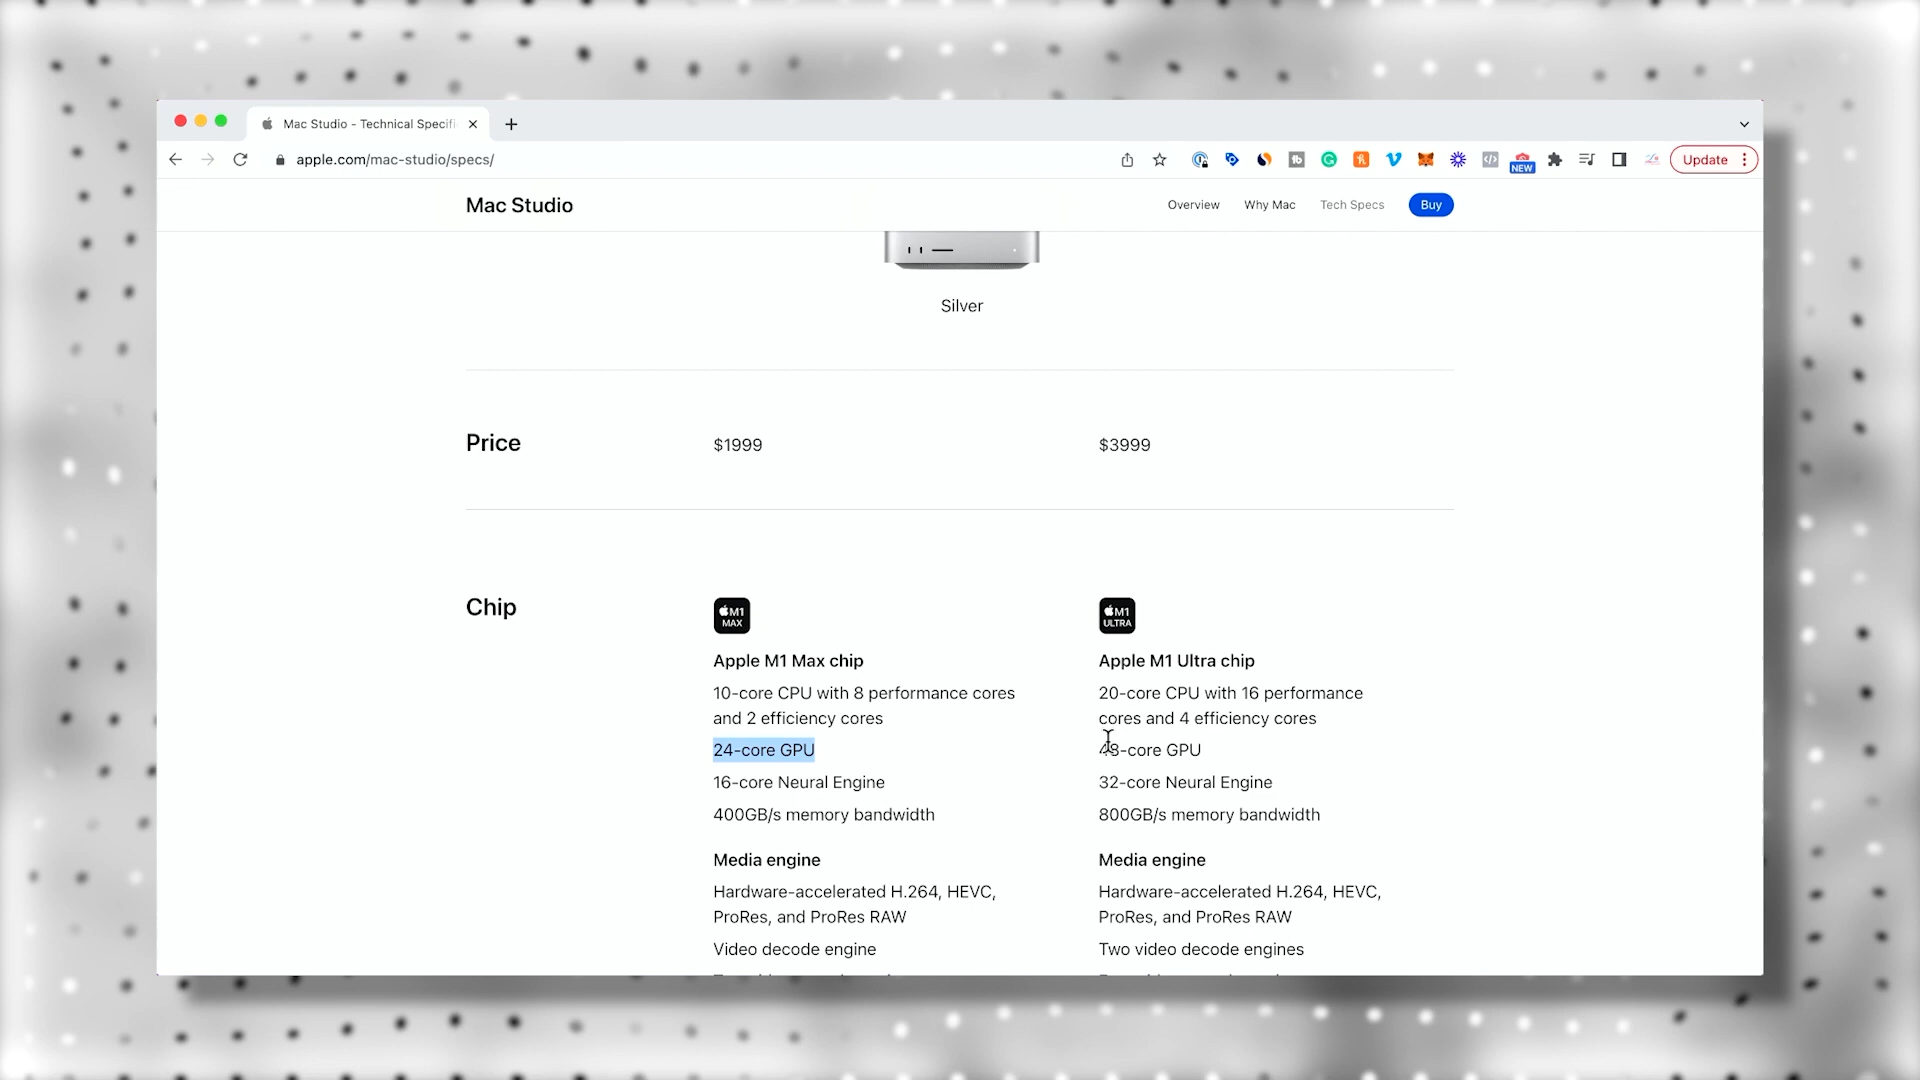 Mac Studio - Technical Specifi
apple.com/mac-studio/specs/
NEW
Update
Mac Studio
Overview
Why Mac
Tech Specs
Buy
Silver
Price
$1999
$3999
Chip
M1
MAX
M1
ULTRA
Apple M1 Max chip
10-core CPU with 8 performance cores
and 2 efficiency cores
24-core GPU
16-core Neural Engine
400GB/s memory bandwidth
Media engine
Hardware-accelerated H.264, HEVC,
ProRes, and ProRes RAW
Video decode engine
Apple M1 Ultra chip
20-core CPU with 16 performance
cores and 4 efficiency cores
48-core GPU
32-core Neural Engine
800GB/s memory bandwidth
Media engine
Hardware-accelerated H.264, HEVC,
ProRes, and ProRes RAW
Two video decode engines